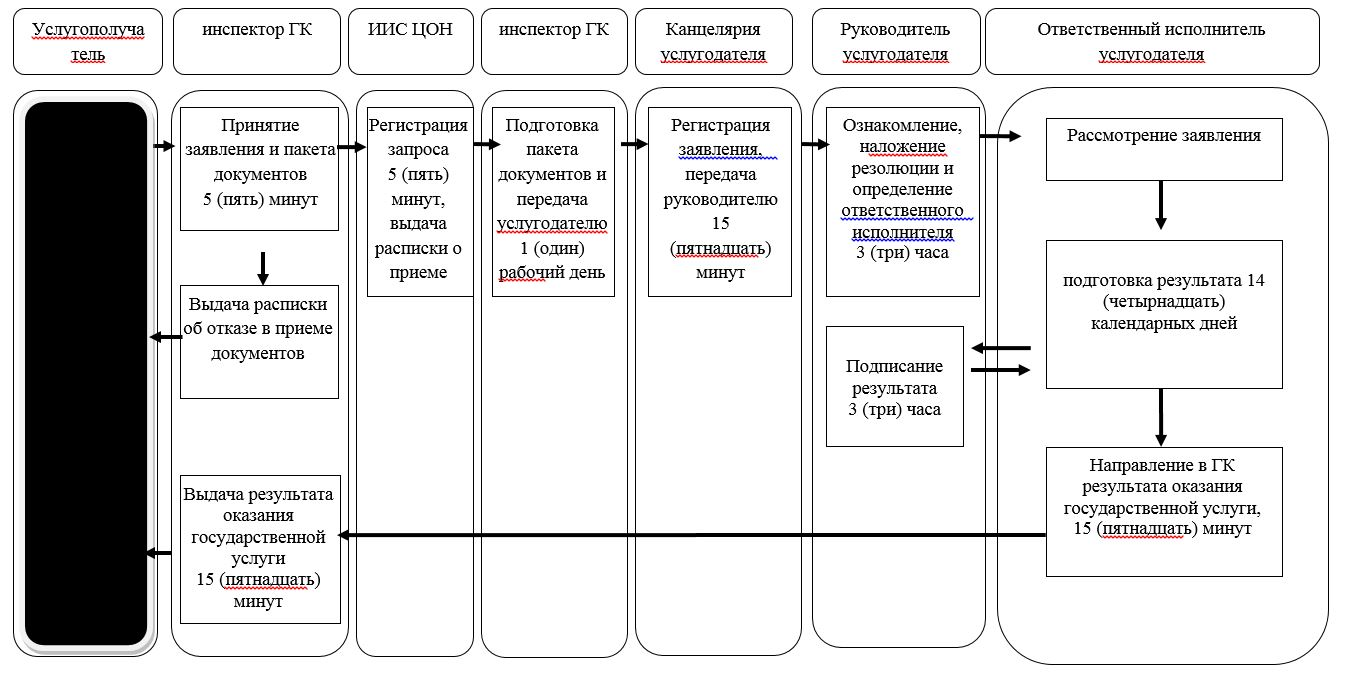 Услугополуча
тель
инспектор ГК
ИИС ЦОН
инспектор ГК
Канцелярия
услугодателя
Руководитель
услугодателя
Ответственный исполнитель
услугодателя
Принятие
заявления и пакета
документов
5 (пять) минут
Выдача расписки
об отказе в приеме
документов
Выдача результата
оказания
государственной
услуги
15 (пятнадцать)
минут
Регистрация
запроса
5 (пять)
минут,
выдача
расписки о
приеме
Подготовка
пакета
документов и
передача
услугодателю
1 (один)
рабочий день
Регистрация
заявления,
передача
руководителю
15
(пятнадцать)
минут
Ознакомление,
наложение
резолюции и
определение
ответственного
исполнителя
3 (три) часа
Подписание
результата
3 (три) часа
Рассмотрение заявления
подготовка результата 14
(четырнадцать)
календарных дней
Направление в ГК
результата оказания
государственной услуги,
15 (пятнадцать) минут